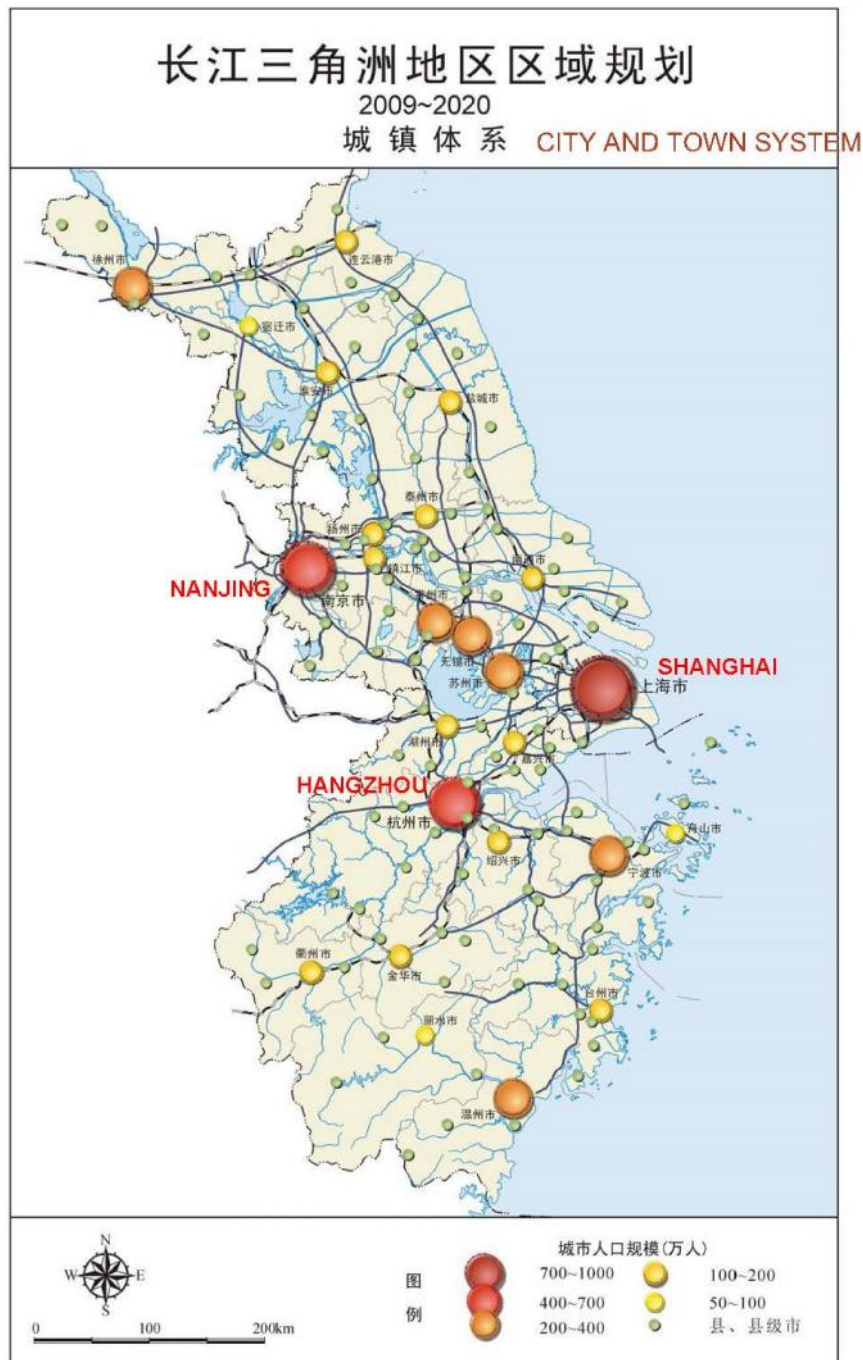 长江三角洲地区区域规划
2009~2020
城镇体系 CITY AND TOWN SYSTEM
连云港市
徐州市
宿迁市
淮安市
盐城市
泰州市
扬州市
镇江市
NANJING
南京市
常州市
无锡市
苏州市
SHANGHAI
上海市
湖州市
嘉兴市
HANGZHOU
杭州市
绍兴市
舟山市
宁波市
衢州市
金华市
台州市
丽水市
温州市
N
W E
S
0 100 200km
图例
城市人口规模(万人)
700~1000 100~200
400~700 50~100
200~400 县、县级市